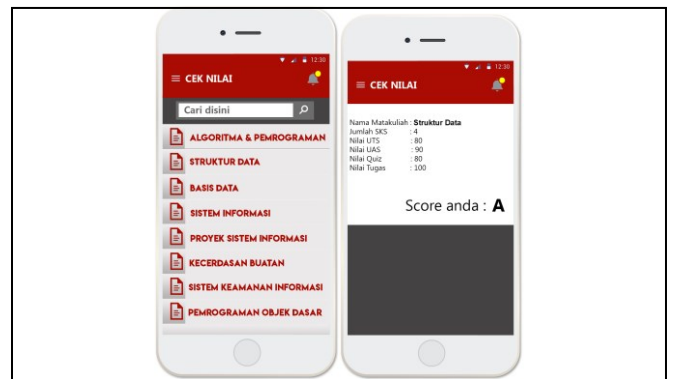 12:30
CEK NILAI
Cari disini
ALGORITMA & PEMROGRAMAN
STRUKTUR DATA
BASIS DATA
SISTEM INFORMASI
PROYEK SISTEM INFORMASI
KECERDASAN BUATAN
SISTEM KEAMANAN INFORMASI
PEMROGRAMAN OBJEK DASAR
12:30
CEK NILAI
Nama Matakuliah : Struktur Data
Jumlah SKS : 4
Nilai UTS : 80
Nilai UAS : 90
Nilai Quiz : 80
Nilai Tugas : 100
Score anda : A